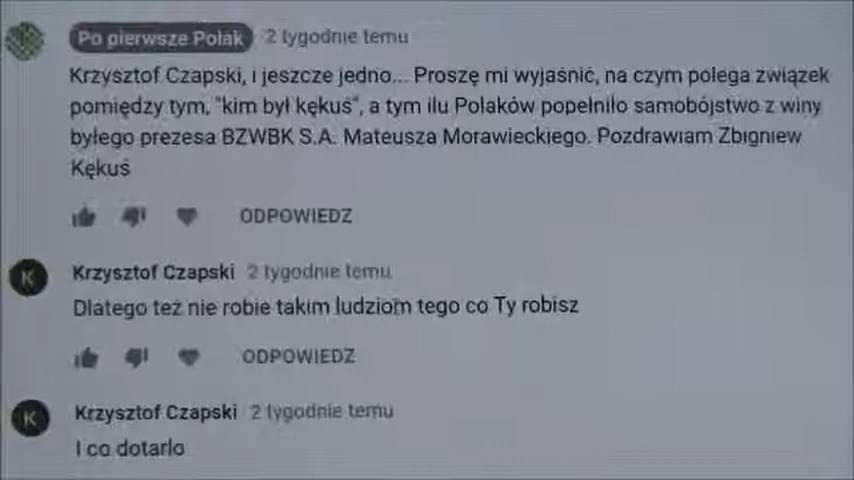 Po pierwsze Polak 2 tygodnie temu
Krzysztof Czapski, i jeszcze jedno... Proszę mi wyjaśnić, na czym polega związek
pomiędzy tym, "kim był kękuś", a tym ilu Polaków popełniło samobójstwo z winy
byłego prezesa BZWBK S.A. Mateusza Morawieckiego. Pozdrawiam Zbigniew
Kękuś
ODPOWIEDZ
K Krzysztof Czapski 2 tygodnie temu
Dlatego też nie robie takim ludziom tego co Ty robisz
ODPOWIEDZ
K Krzysztof Czapski 2 tygodnie temu
I co dotarlo